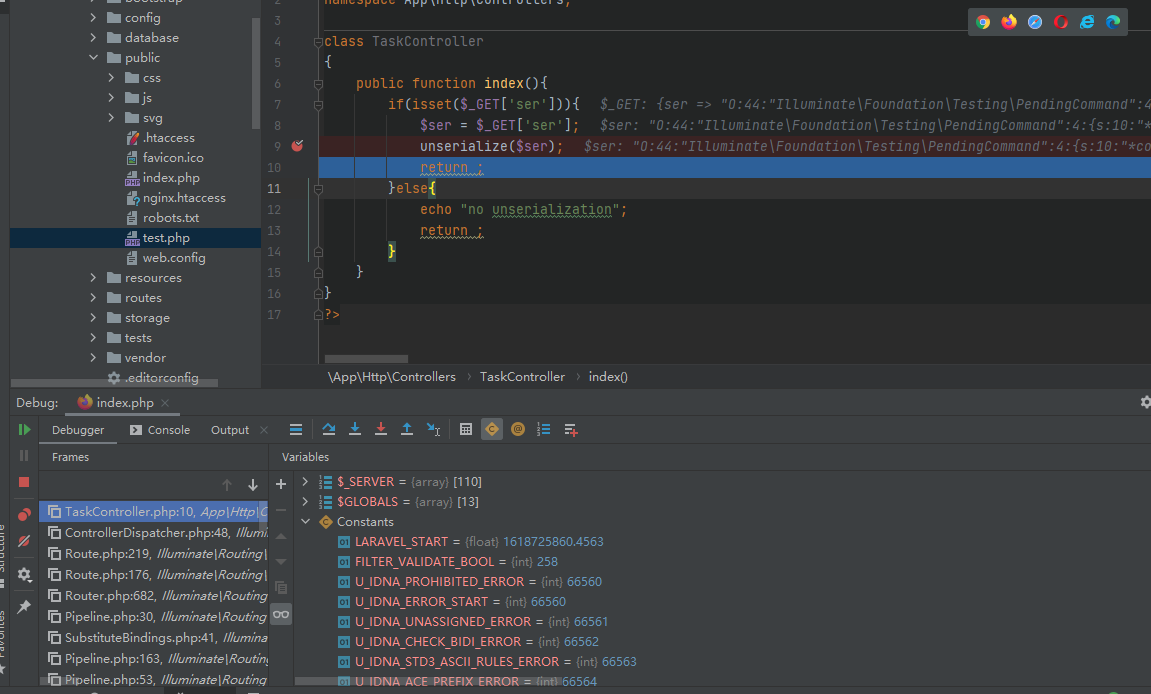 bootstrap
config
database
public
css
js
svg
.htaccess
favicon.ico
index.php
nginx.htaccess
robots.txt
test.php
web.config
resources
routes
storage
tests
vendor
.editorconfig
2 namespace App\Http\Controllers;
3
4 class TaskController
5 {
6 public function index(){
7 if(isset($_GET['ser'])){ $_GET: {ser => "O:44:"Illuminate\Foundation\Testing\PendingCommand":4
8 $ser = $_GET['ser']; $ser: "O:44:"Illuminate\Foundation\Testing\PendingCommand":4:{s:10:"*
9 unserialize($ser); $ser: "O:44:"Illuminate\Foundation\Testing\PendingCommand":4:{s:10:"*co
10 return ;
11 }else{
12 echo "no unserialization";
13 return ;
14 }
15 }
16 }
17 ?>
\App\Http\Controllers › TaskController › index()
Debug: index.php
Debugger Console Output
Frames
TaskController.php:10, App\Http\C
ControllerDispatcher.php:48, Illumi
Route.php:219, Illuminate\Routing\
Route.php:176, Illuminate\Routing\
Router.php:682, Illuminate\Routing
Pipeline.php:30, Illuminate\Routing
SubstituteBindings.php:41, Illumina
Pipeline.php:163, Illuminate\Routing
Pipeline.php:53, Illuminate\Routing
Variables
$_SERVER = {array} [110]
$GLOBALS = {array} [13]
Constants
LARAVEL_START = {float} 1618725860.4563
FILTER_VALIDATE_BOOL = {int} 258
U_IDNA_PROHIBITED_ERROR = {int} 66560
U_IDNA_ERROR_START = {int} 66560
U_IDNA_UNASSIGNED_ERROR = {int} 66561
U_IDNA_CHECK_BIDI_ERROR = {int} 66562
U_IDNA_STD3_ASCII_RULES_ERROR = {int} 66563
U_IDNA_ACE_PREFIX_ERROR = {int} 66564
Structure
Favorites